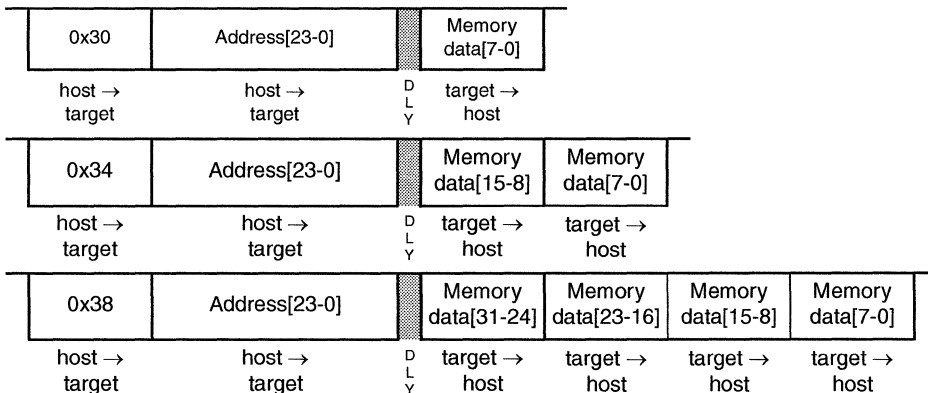 0x30 Address[23-0] Memory
data[7-0]
host → host → D target →
target target L host
Y
0x34 Address[23-0] Memory Memory
data[15-8] data[7-0]
host → host → D target → target →
target target L host host
Y
0x38 Address[23-0] Memory Memory Memory Memory
data[31-24] data[23-16] data[15-8] data[7-0]
host → host → D target → target → target → target →
target target L host host host host
Y